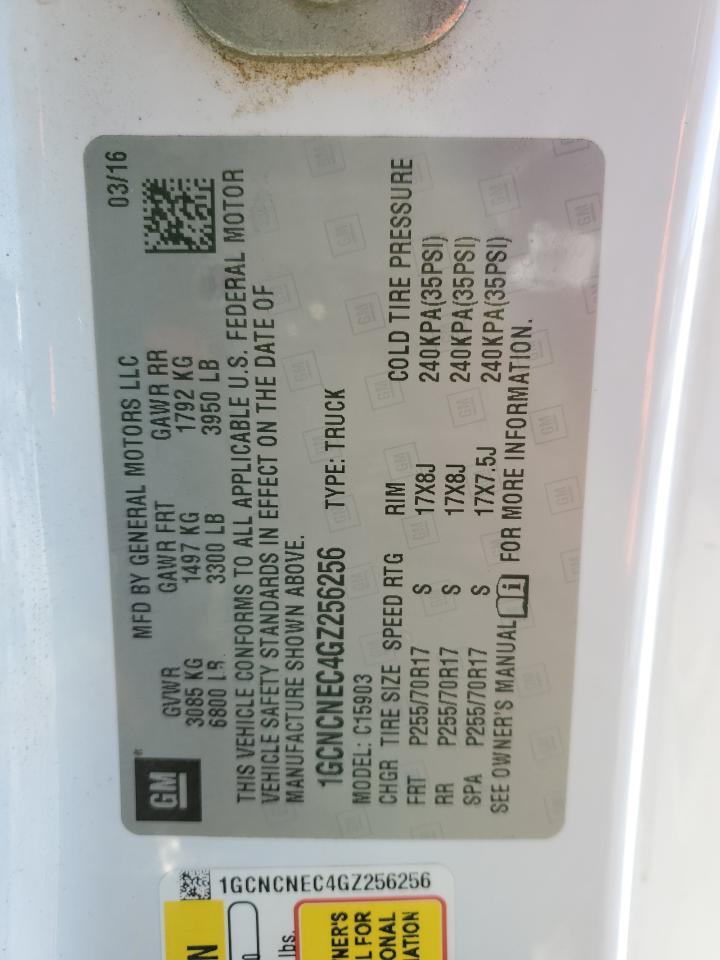 GM
MFD BY GENERAL MOTORS LLC 03/16
GVWR GAWR FRT GAWR RR
3085 KG 1497 KG 1792 KG
6800 LB 3300 LB 3950 LB
THIS VEHICLE CONFORMS TO ALL APPLICABLE U.S. FEDERAL MOTOR
VEHICLE SAFETY STANDARDS IN EFFECT ON THE DATE OF
MANUFACTURE SHOWN ABOVE.
1GCNCNEC4GZ256256 TYPE: TRUCK
MODEL: C15903
CHGR TIRE SIZE SPEED RTG RIM COLD TIRE PRESSURE
FRT P255/70R17 S 17X8J 240KPA(35PSI)
RR P255/70R17 S 17X8J 240KPA(35PSI)
SPA P255/70R17 S 17X7.5J 240KPA(35PSI)
SEE OWNER'S MANUAL FOR MORE INFORMATION.
1GCNCNEC4GZ256256
lbs.